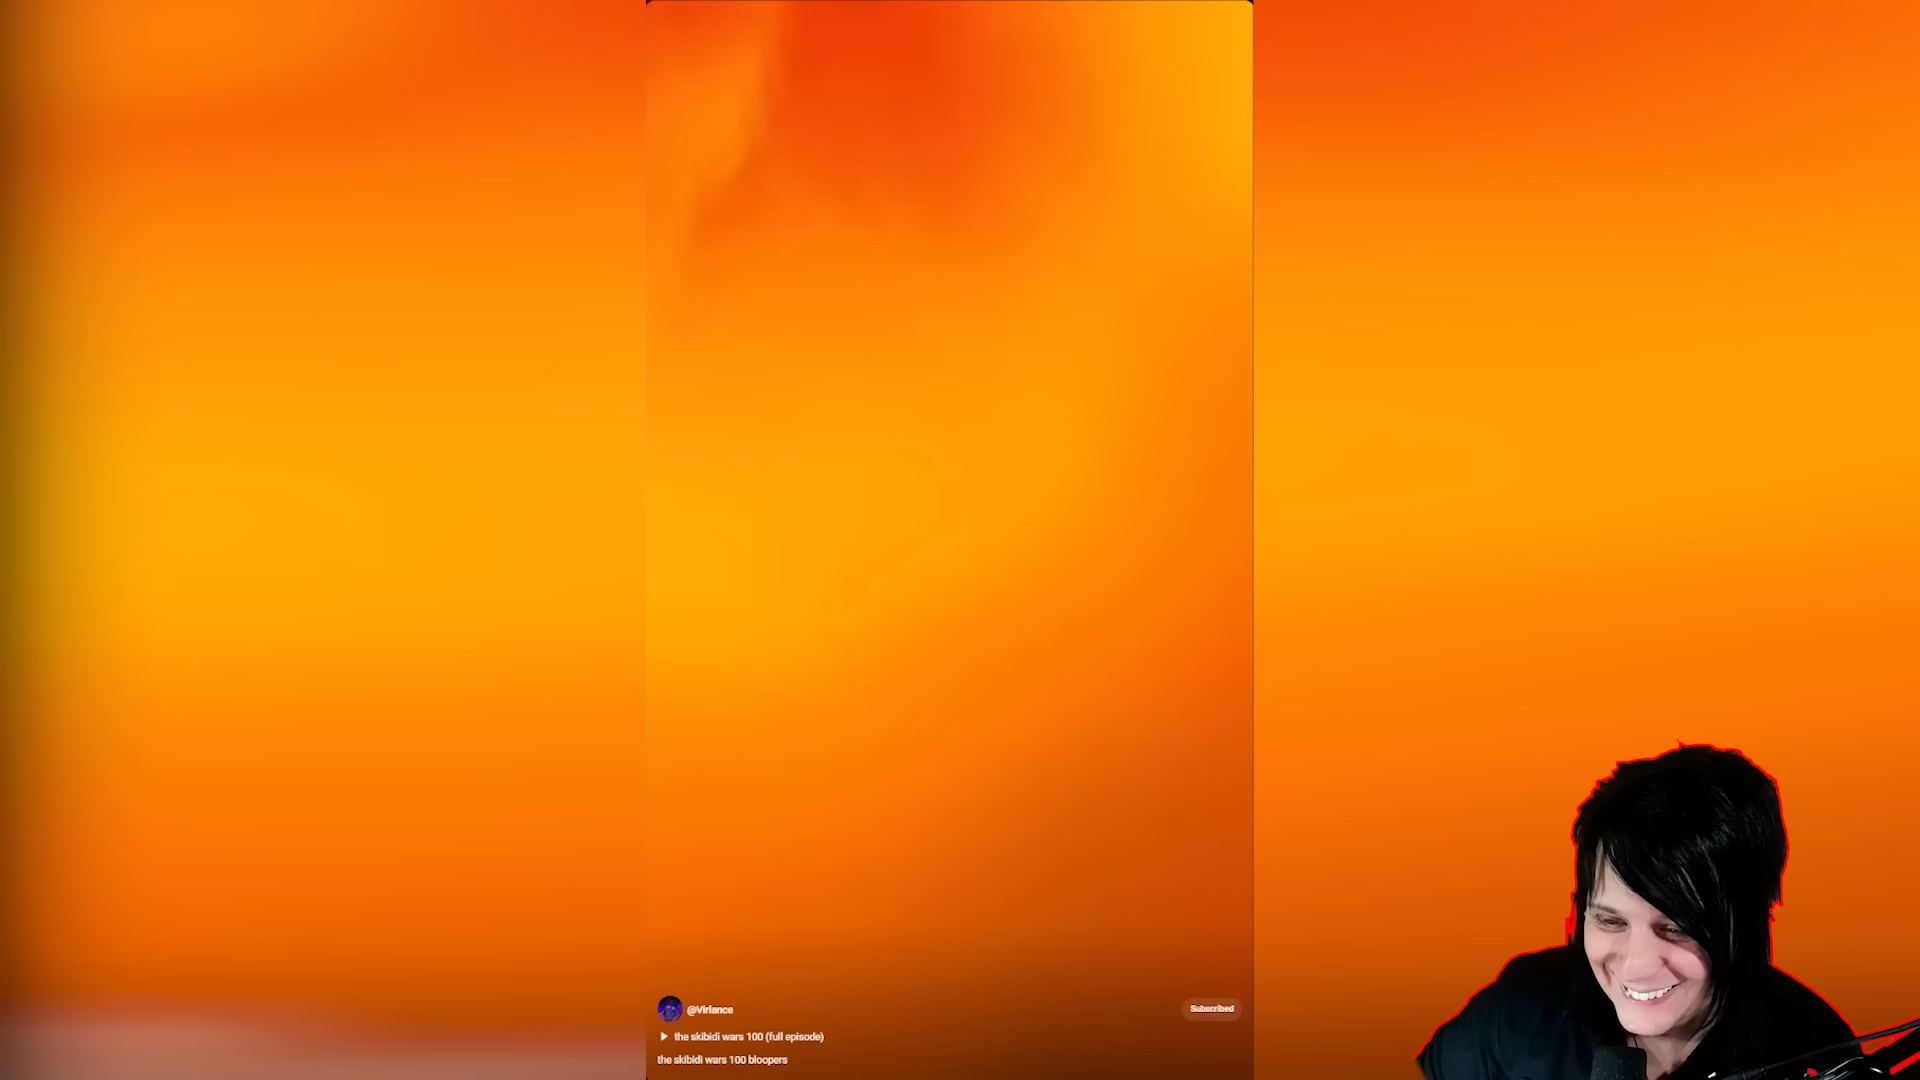 @Virlance
Subscribed
the skibidi wars 100 (full episode)
the skibidi wars 100 bloopers